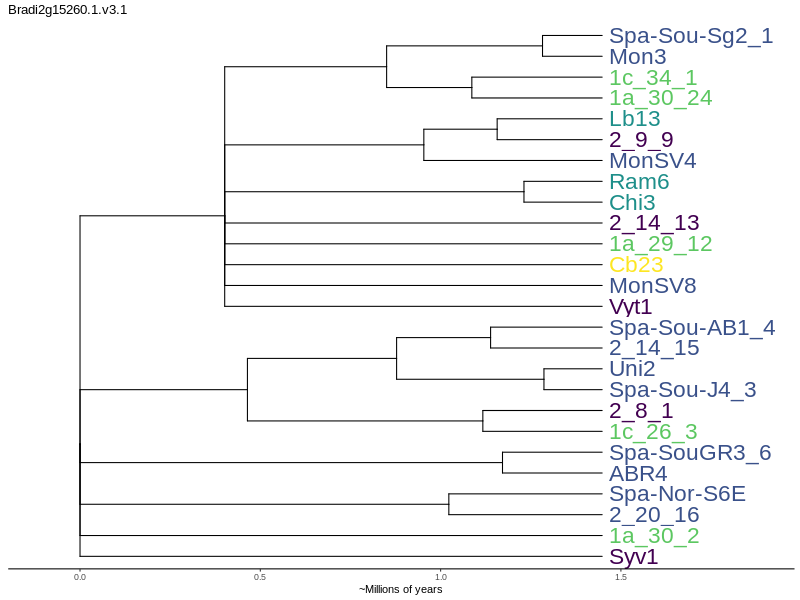 Bradi2g15260.1.v3.1
Spa-Sou-Sg2_1
Mon3
1c_34_1
1a_30_24
Lb13
2_9_9
MonSV4
Ram6
Chi3
2_14_13
1a_29_12
Cb23
MonSV8
Vyt1
Spa-Sou-AB1_4
2_14_15
Uni2
Spa-Sou-J4_3
2_8_1
1c_26_3
Spa-SouGR3_6
ABR4
Spa-Nor-S6E
2_20_16
1a_30_2
Syv1
0.0 0.5 1.0 1.5
~Millions of years